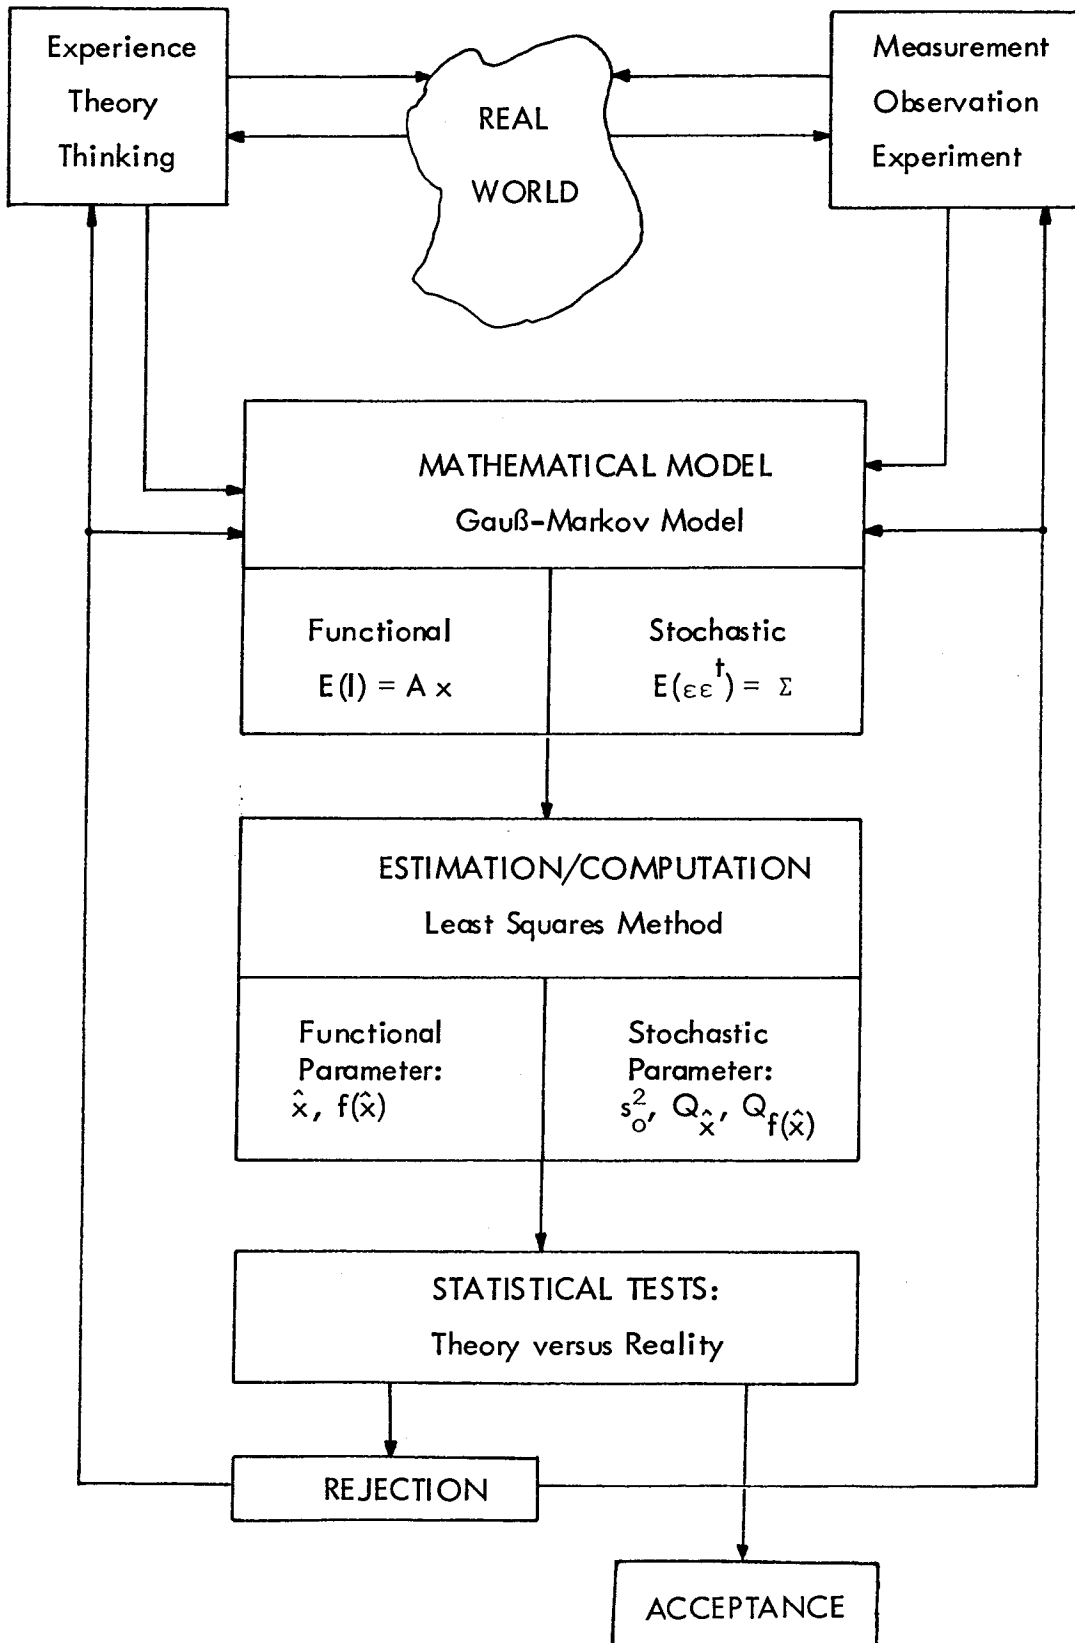 Experience
Theory
Thinking
REAL
WORLD
Measurement
Observation
Experiment
MATHEMATICAL MODEL
Gauß-Markov Model
Functional
E(l) = A x
Stochastic
E(εε^t) = Σ
ESTIMATION/COMPUTATION
Least Squares Method
Functional
Parameter:
x̂, f(x̂)
Stochastic
Parameter:
s_o^2, Q_x̂, Q_f(x̂)
STATISTICAL TESTS:
Theory versus Reality
REJECTION
ACCEPTANCE